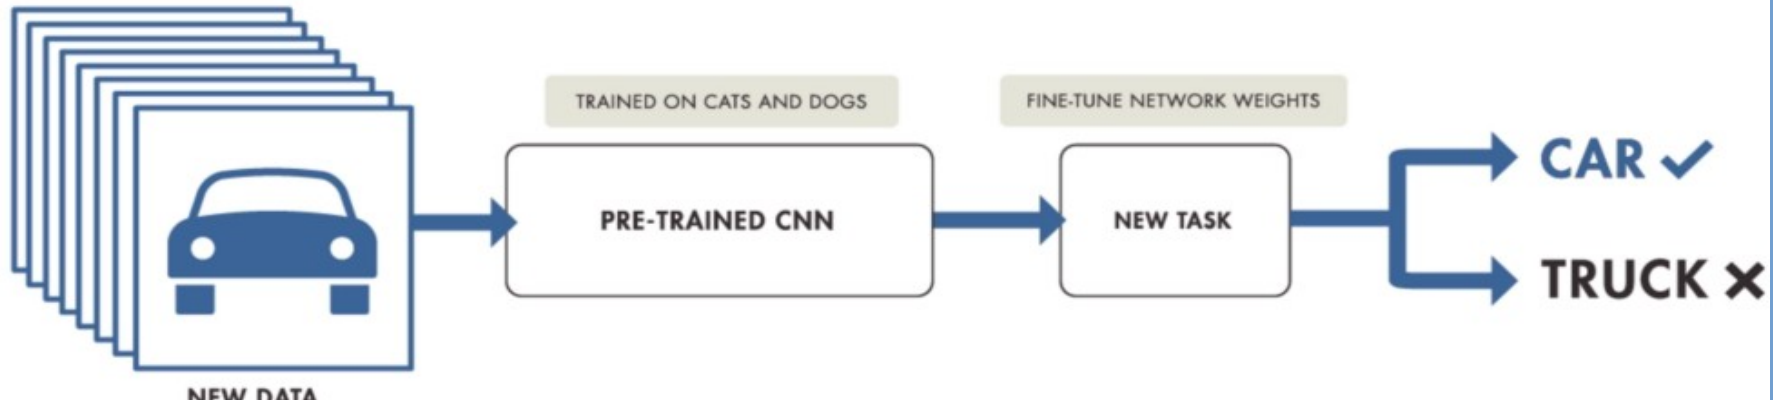 TRAINED ON CATS AND DOGS
FINE-TUNE NETWORK WEIGHTS
PRE-TRAINED CNN
NEW TASK
CAR
TRUCK
NEW DATA